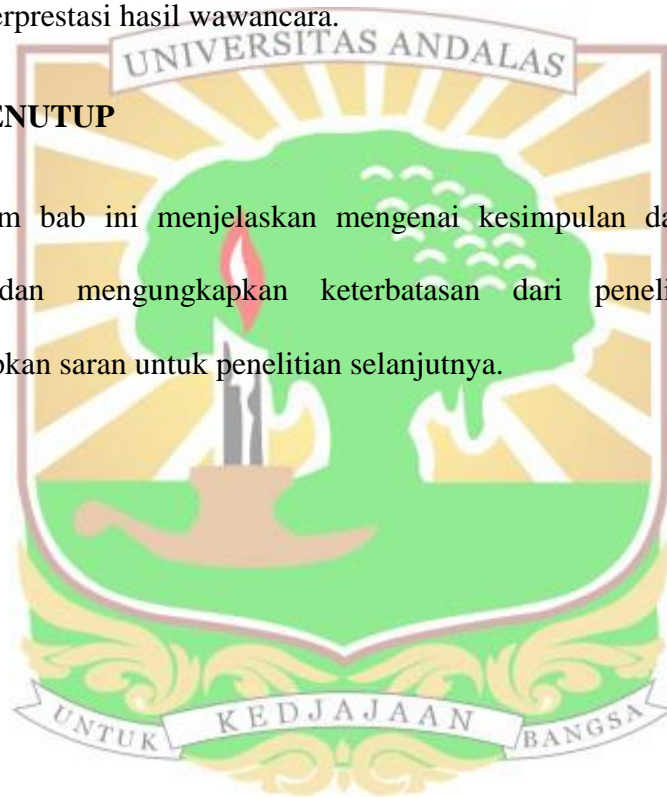 erprestasi hasil wawancara.
UNIVERSITAS ANDALAS
ENUTUP
m bab ini menjelaskan mengenai kesimpulan da
dan mengungkapkan keterbatasan dari peneli
pkan saran untuk penelitian selanjutnya.
UNTUK KEDJAJAAN BANGSA